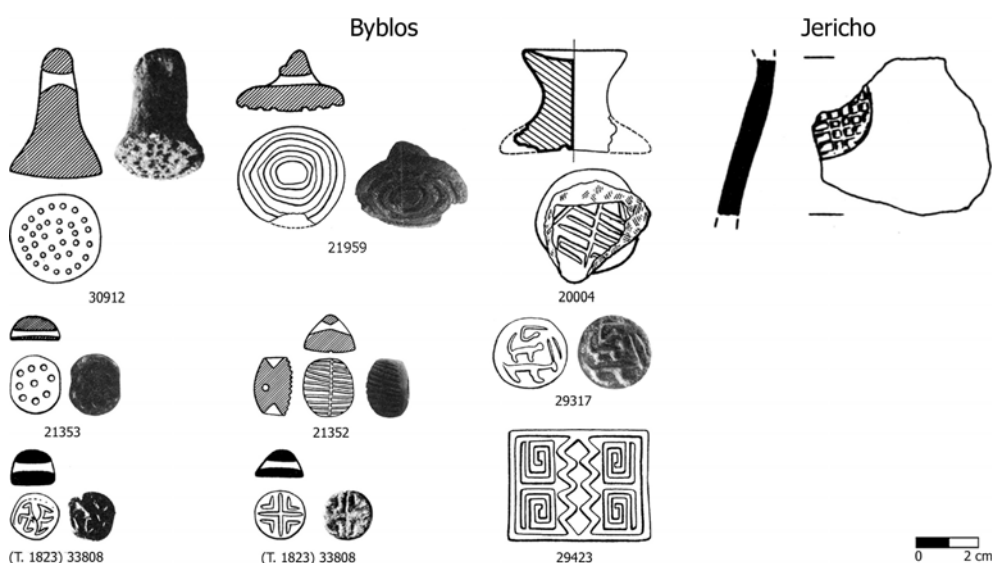 Byblos
Jericho
30912
21959
20004
21353
21352
29317
(T. 1823) 33808
(T. 1823) 33808
29423
0 2 cm